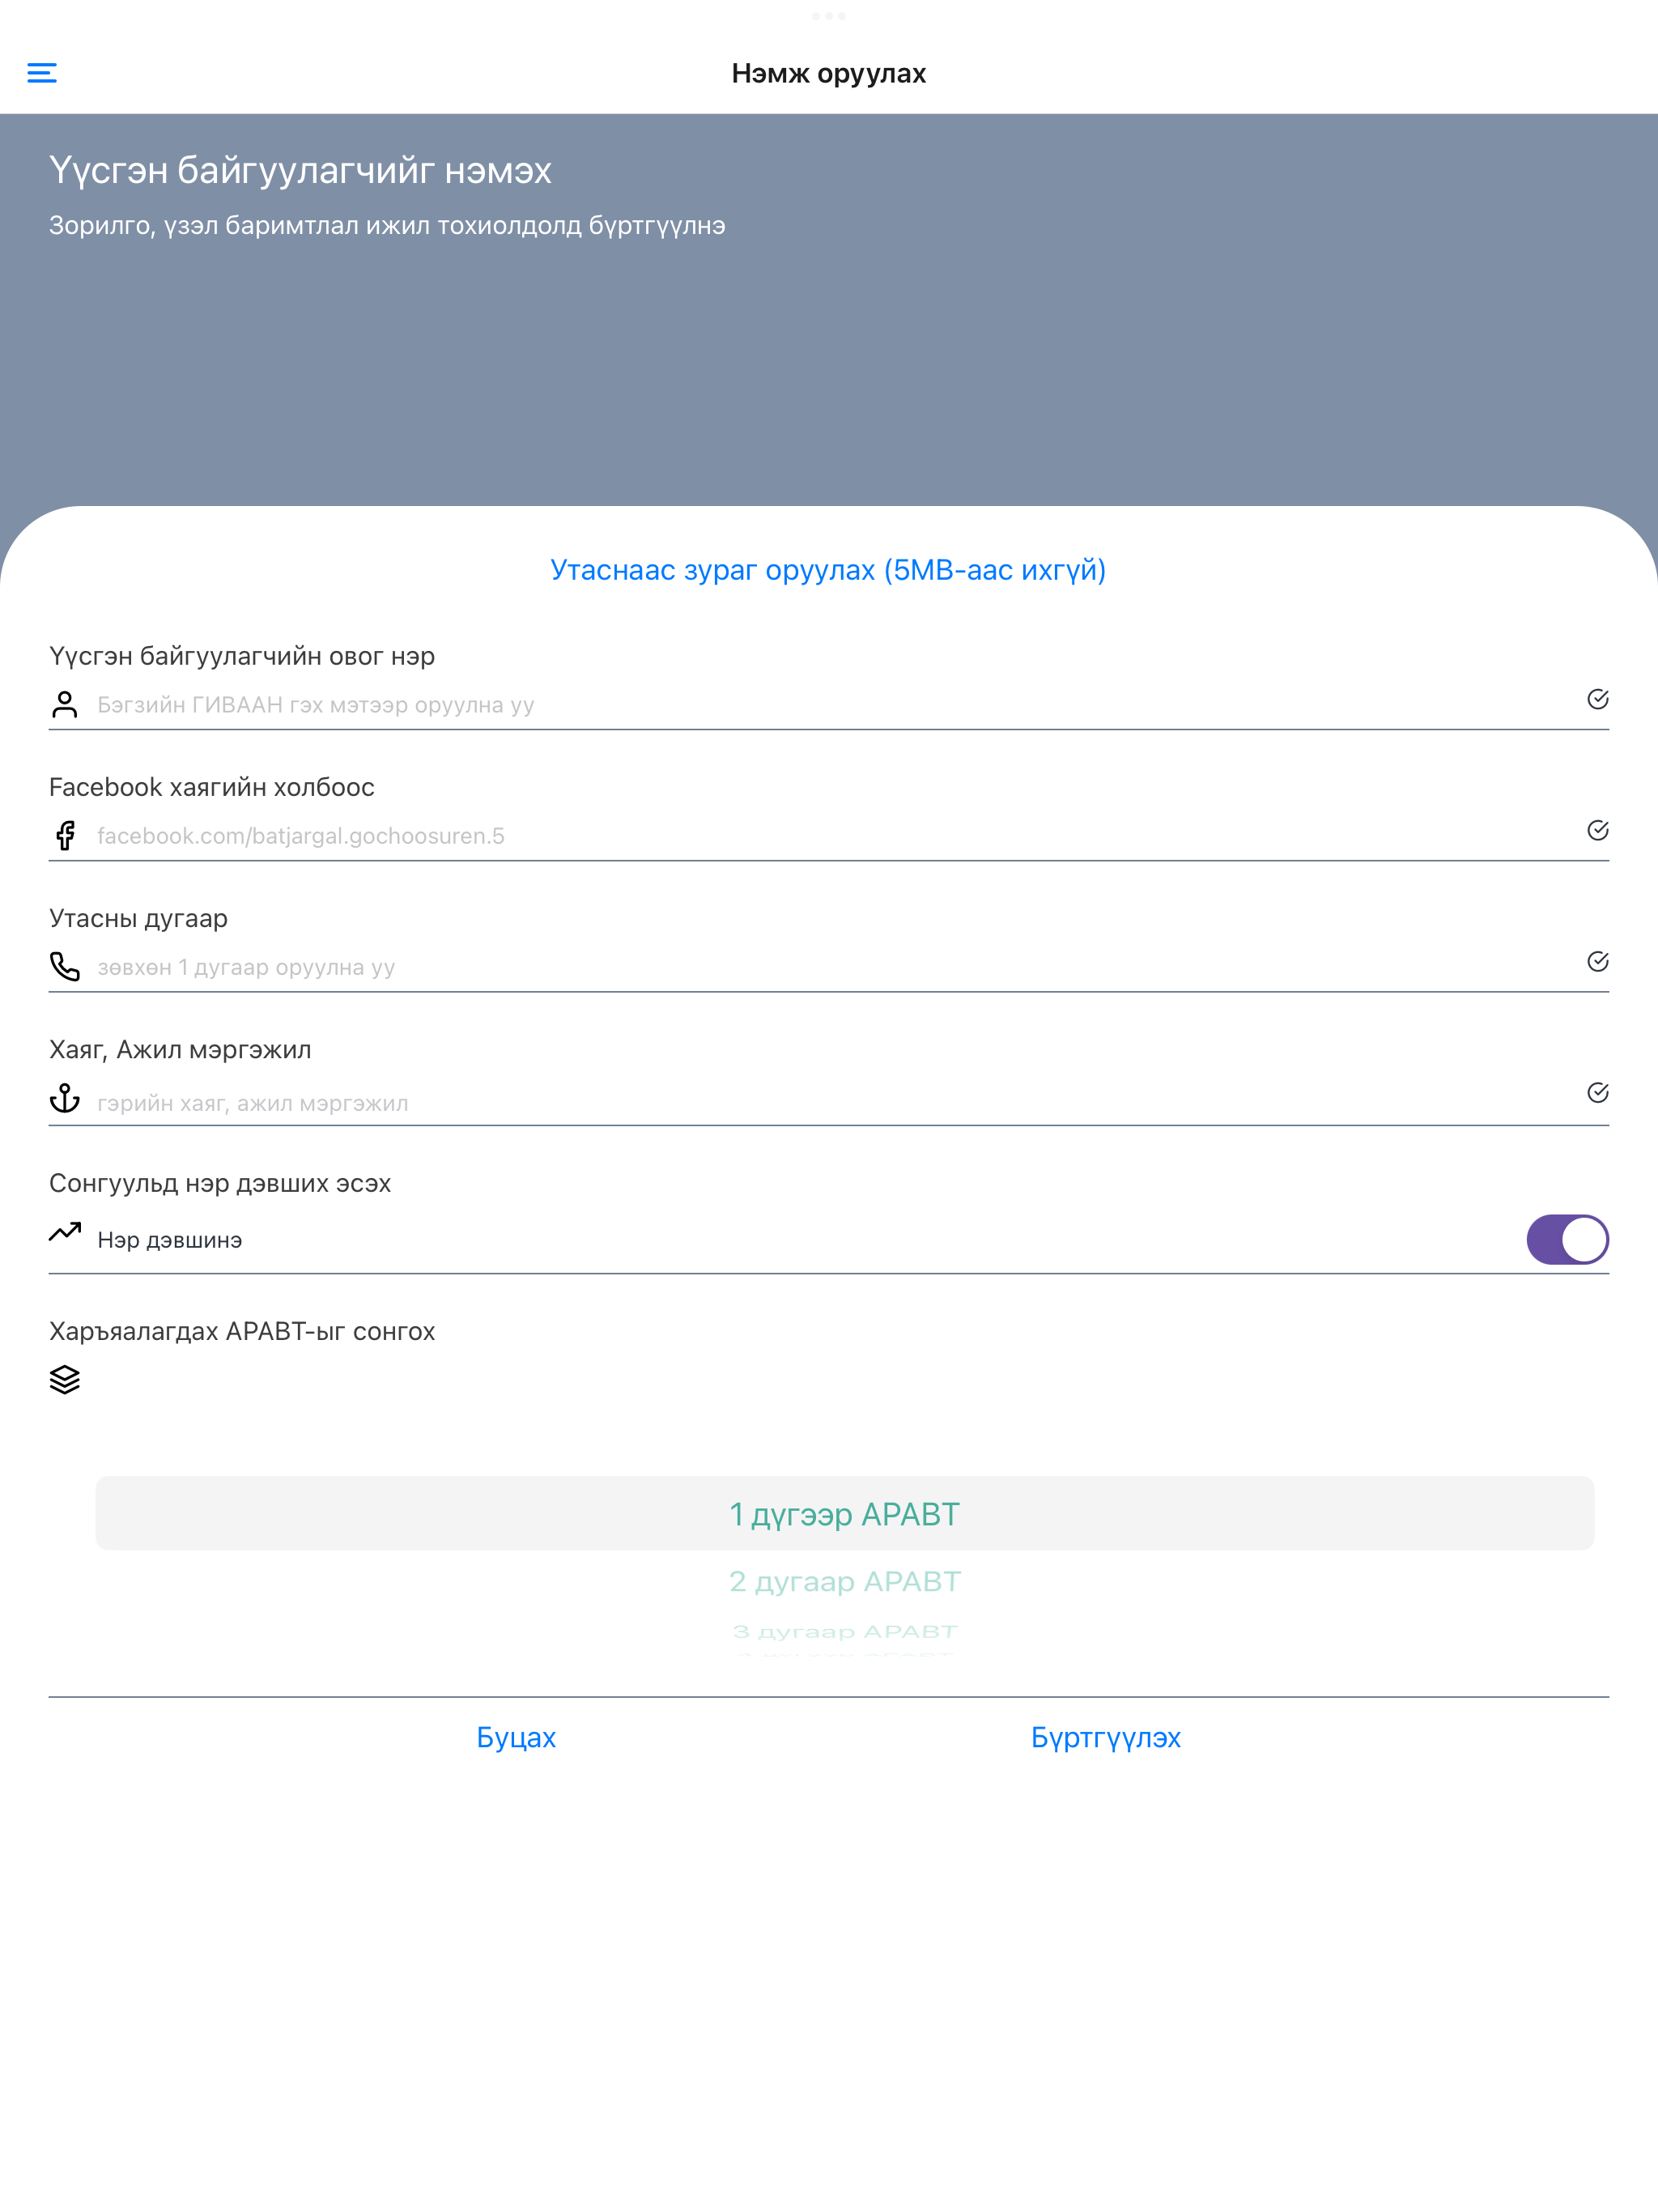 Нэмж оруулах
Үүсгэн байгуулагчийг нэмэх
Зорилго, үзэл баримтлал ижил тохиолдолд бүртгүүлнэ
Утаснаас зураг оруулах (5MB-аас ихгүй)
Үүсгэн байгуулагчийн овог нэр
Бэгзийн ГИВААН гэх мэтээр оруулна уу
Facebook хаягийн холбоос
facebook.com/batjargal.gochoosuren.5
Утасны дугаар
зөвхөн 1 дугаар оруулна уу
Хаяг, Ажил мэргэжил
гэрийн хаяг, ажил мэргэжил
Сонгуульд нэр дэвших эсэх
Нэр дэвшинэ
Харъяалагдах АРАВТ-ыг сонгох
1 дүгээр АРАВТ
2 дугаар АРАВТ
3 дугаар АРАВТ
Буцах
Бүртгүүлэх